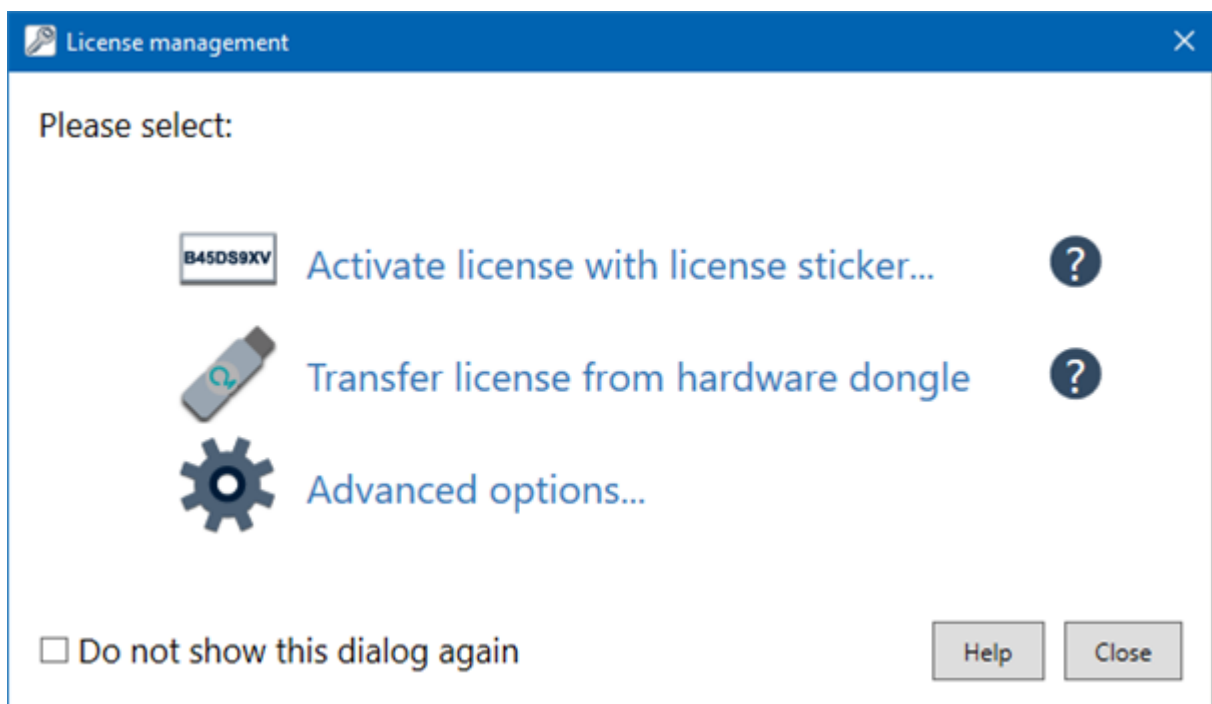 License management
Please select:
B45DS9XV
Activate license with license sticker...
?
Transfer license from hardware dongle
?
Advanced options...
Do not show this dialog again
Help
Close